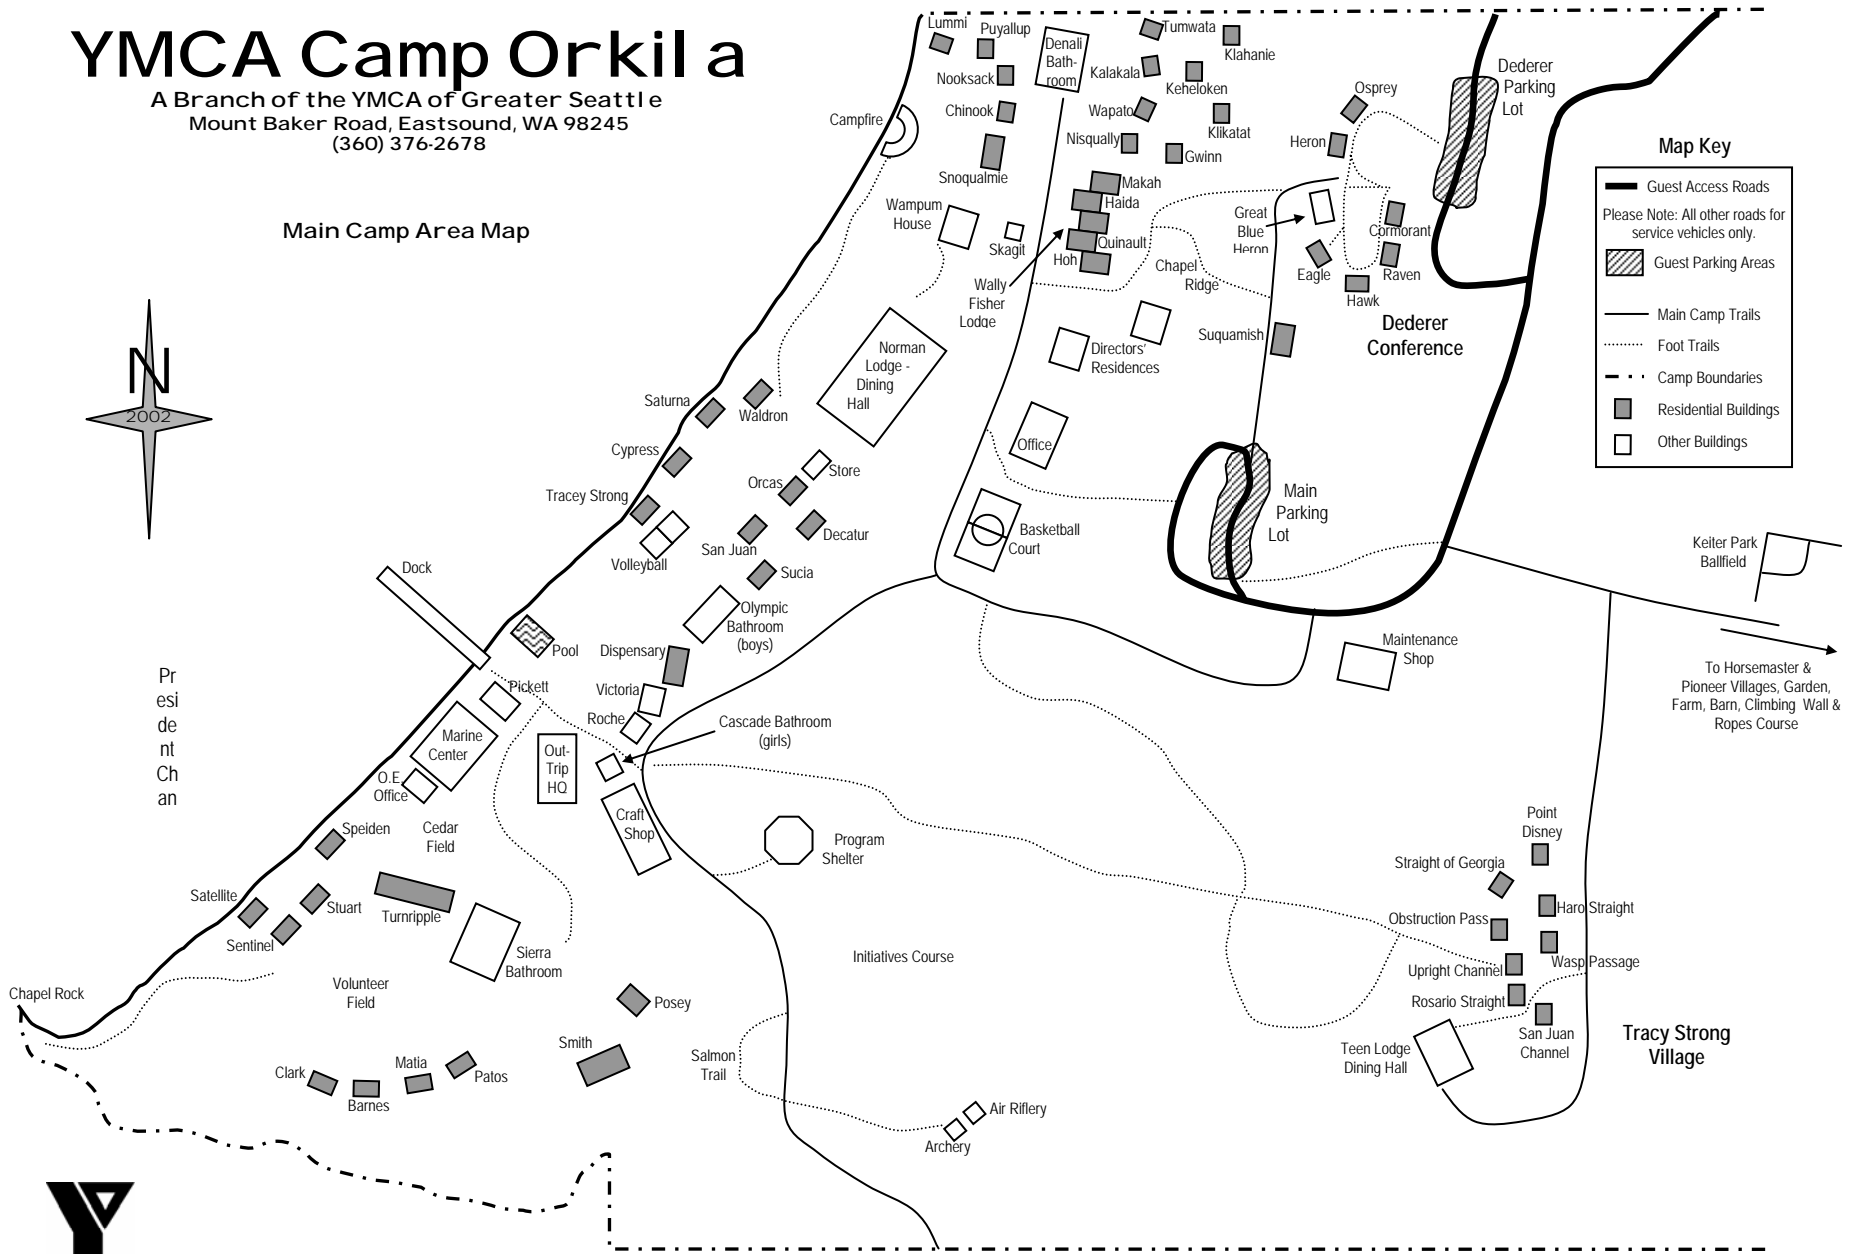 YMCA Camp Orkila
A Branch of the YMCA of Greater Seattle
Mount Baker Road, Eastsound, WA 98245
(360) 376-2678
Main Camp Area Map
N
2002
Lummi
Puyallup
Denali
Bath-
room
Tumwata
Klahanie
Nooksack
Kalakala
Keheloken
Chinook
Wapato
Klikatat
Campfire
Nisqually
Gwinn
Snoqualmie
Makah
Haida
Wampum
House
Skagit
Quinault
Hoh
Wally
Fisher
Lodge
Chapel
Ridge
Great
Blue
Heron
Osprey
Heron
Cormorant
Eagle
Raven
Hawk
Dederer
Parking
Lot
Dederer
Conference
Suquamish
Directors'
Residences
Norman
Lodge -
Dining
Hall
Saturna
Waldron
Cypress
Tracey Strong
Store
Orcas
Decatur
San Juan
Volleyball
Sucia
Office
Basketball
Court
Main
Parking
Lot
Map Key
Guest Access Roads
Please Note: All other roads for
service vehicles only.
Guest Parking Areas
Main Camp Trails
Foot Trails
Camp Boundaries
Residential Buildings
Other Buildings
Keiter Park
Ballfield
To Horsemaster &
Pioneer Villages, Garden,
Farm, Barn, Climbing Wall &
Ropes Course
Maintenance
Shop
Dock
Pool
Olympic
Bathroom
(boys)
Dispensary
Victoria
Roche
Pickett
Cascade Bathroom
(girls)
Marine
Center
Out-
Trip
HQ
O.E.
Office
Craft
Shop
Program
Shelter
Pr
esi
de
nt
Ch
an
Speiden
Cedar
Field
Satellite
Stuart
Turnripple
Sentinel
Sierra
Bathroom
Volunteer
Field
Chapel Rock
Initiatives Course
Posey
Smith
Salmon
Trail
Clark
Barnes
Matia
Patos
Air Riflery
Archery
Point
Disney
Straight of Georgia
Haro Straight
Obstruction Pass
Wasp Passage
Upright Channel
Rosario Straight
San Juan
Channel
Teen Lodge
Dining Hall
Tracy Strong
Village